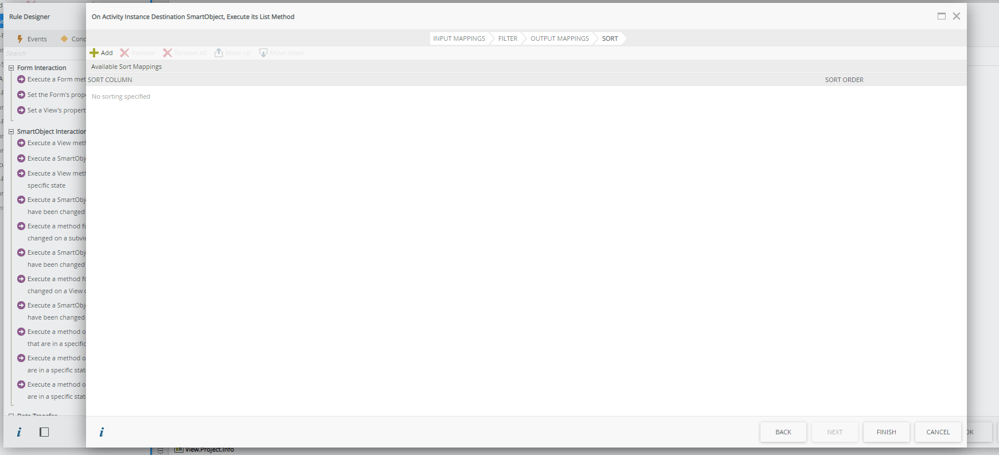 Rule Designer
Events
Cond
Search
Form Interaction
Execute a Form met
Set the Form's prop
Set a View's propert
SmartObject Interaction
Execute a View meth
Execute a SmartObj
Execute a View meth
specific state
Execute a SmartObj
have been changed
Execute a method fo
changed on a subvie
Execute a SmartObj
have been changed
Execute a method fo
changed on a View o
Execute a SmartObj
have been changed
Execute a method o
that are in a specific
Execute a method o
are in a specific stat
Execute a method o
are in a specific stat
Data Transfer
On Activity Instance Destination SmartObject, Execute its List Method
INPUT MAPPINGS
FILTER
OUTPUT MAPPINGS
SORT
Add
Remove
Remove All
Move up
Move down
Available Sort Mappings
SORT COLUMN
SORT ORDER
No sorting specified
BACK
NEXT
FINISH
CANCEL
OK
View.Project.Info